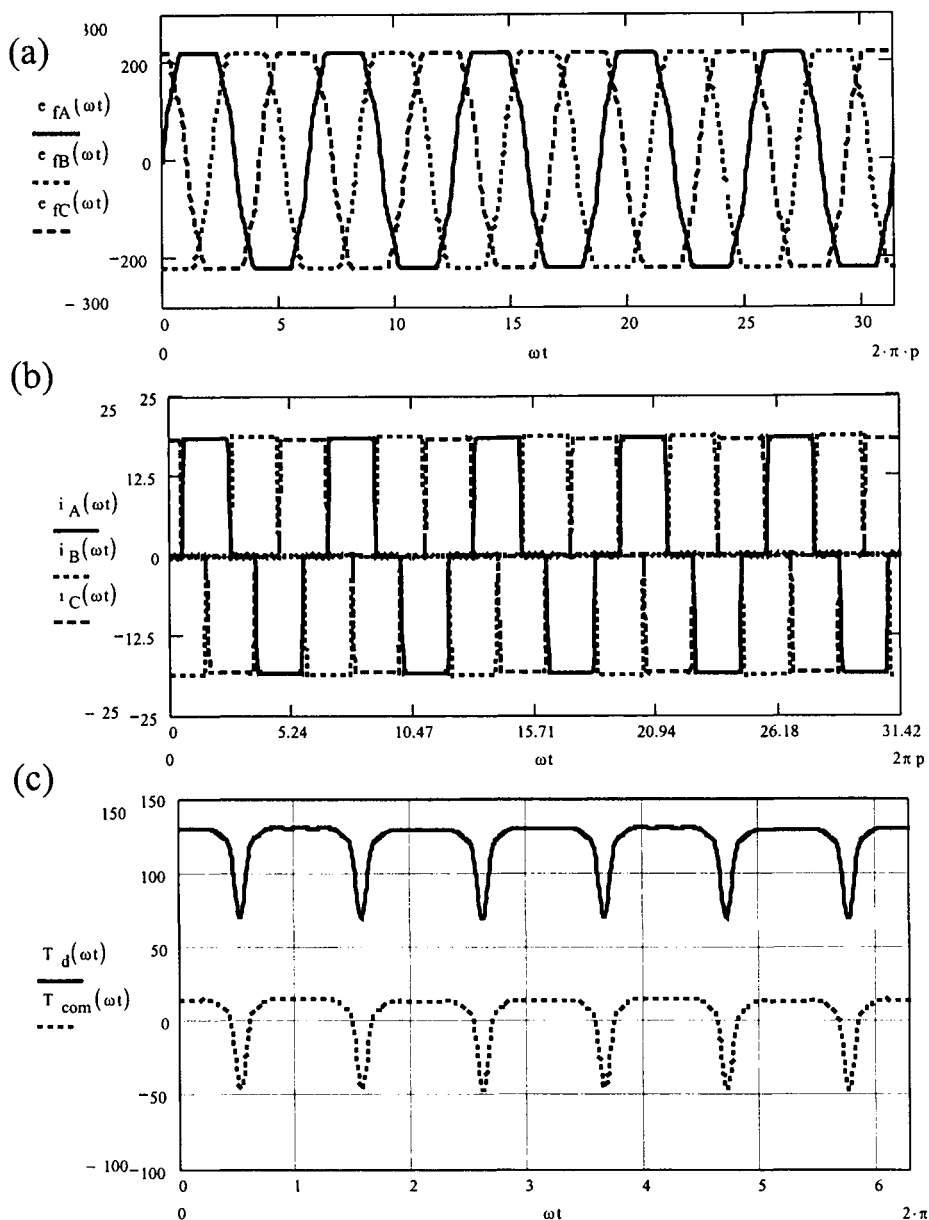 (a)
300
200
0
−200
− 300
e fA(ωt)
e fB(ωt)
e fC(ωt)
0 5 10 15 20 25 30
0 ωt 2·π·p
(b)
25 25
12.5
0
−12.5
− 25 −25
i A(ωt)
i B(ωt)
ı C(ωt)
0 5.24 10.47 15.71 20.94 26.18 31.42
0 ωt 2π p
(c)
150 150
100
50
0
−50
− 100 −100
T d(ωt)
T com(ωt)
0 1 2 3 4 5 6
0 ωt 2·π